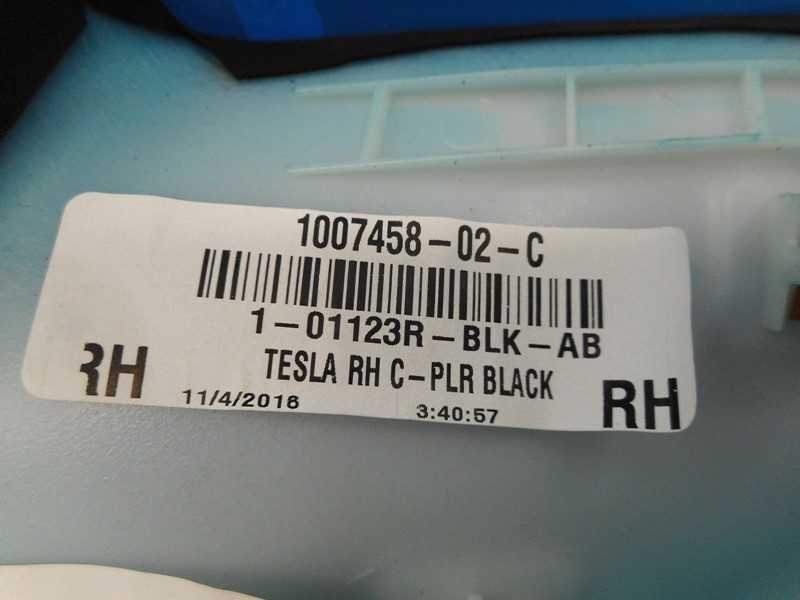 1007458-02-C
1-01123R-BLK-AB
TESLA RH C-PLR BLACK
RH
11/4/2016
3:40:57
RH